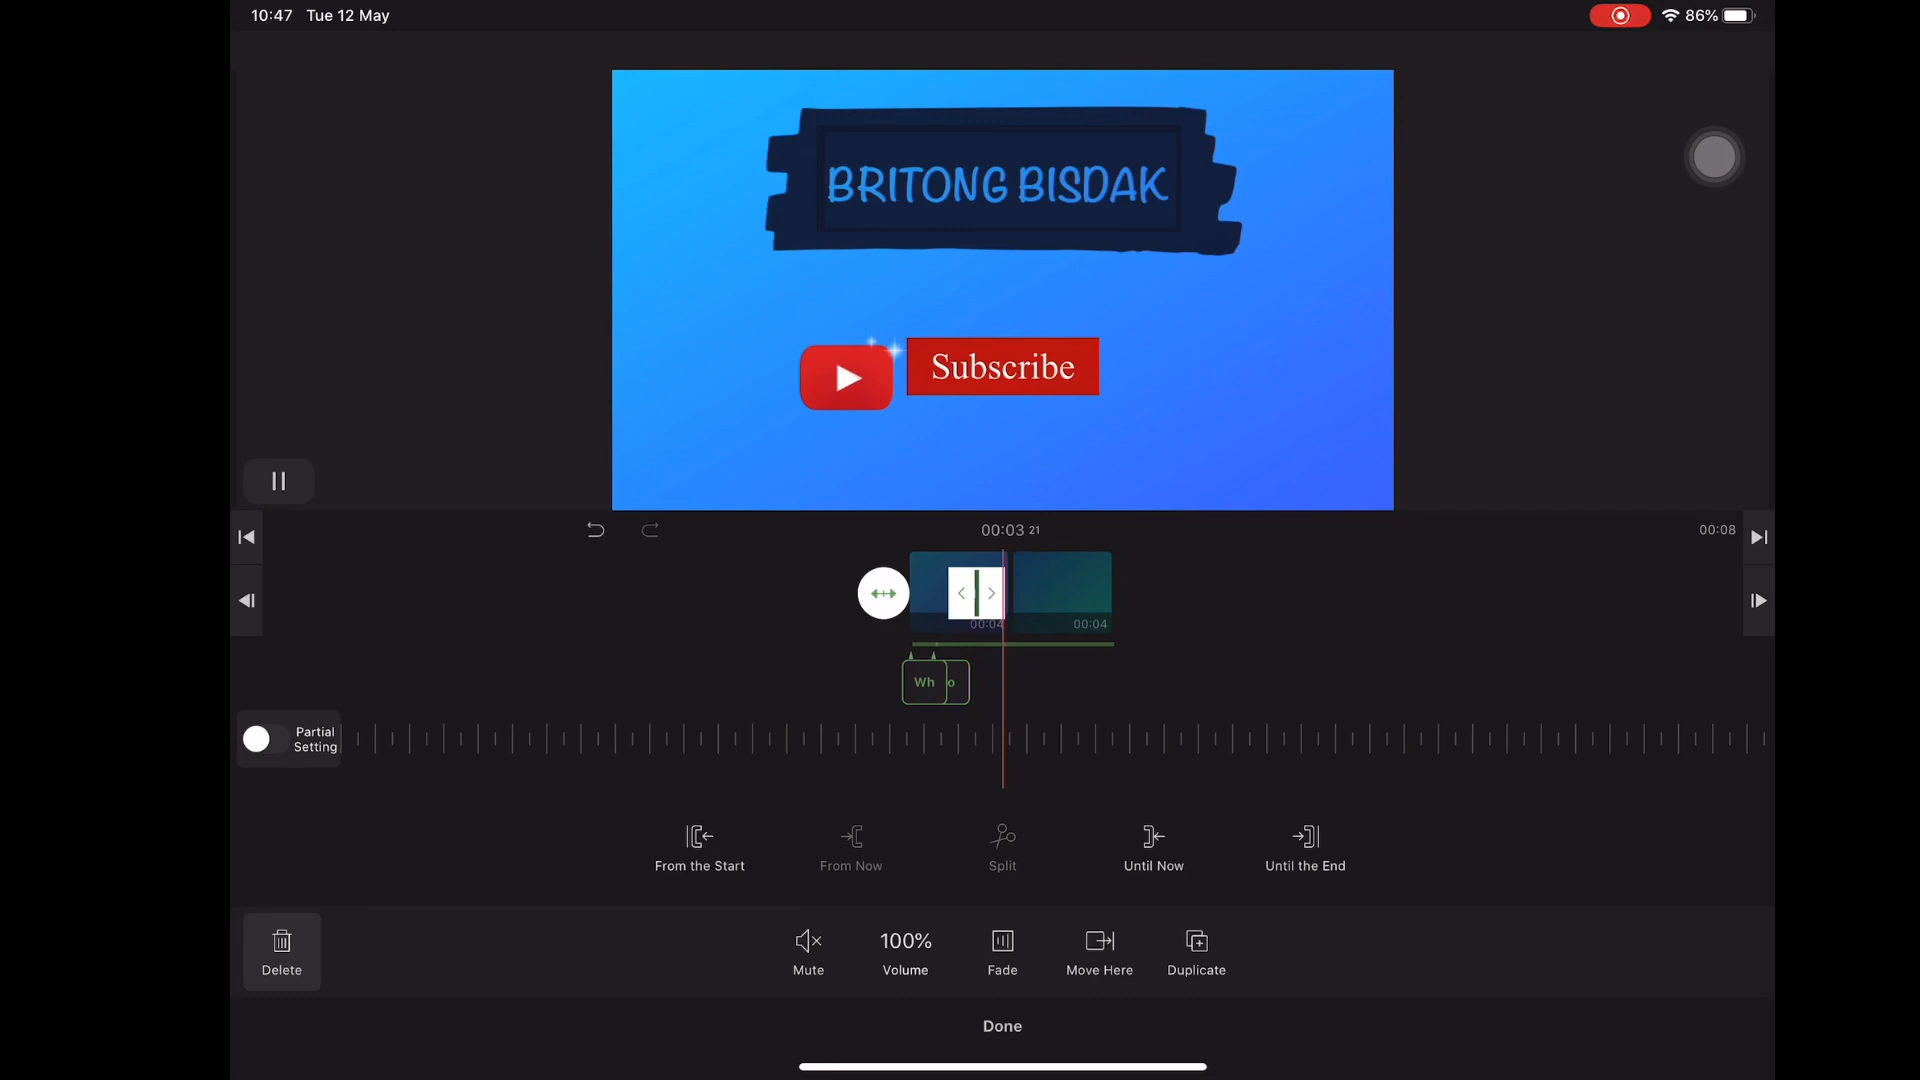 10:47 Tue 12 May
86%
BRITONG BISDAK
Subscribe
00:03 21
00:08
00:04
00:04
Wh o
Partial
Setting
From the Start
From Now
Split
Until Now
Until the End
100%
Delete
Mute
Volume
Fade
Move Here
Duplicate
Done